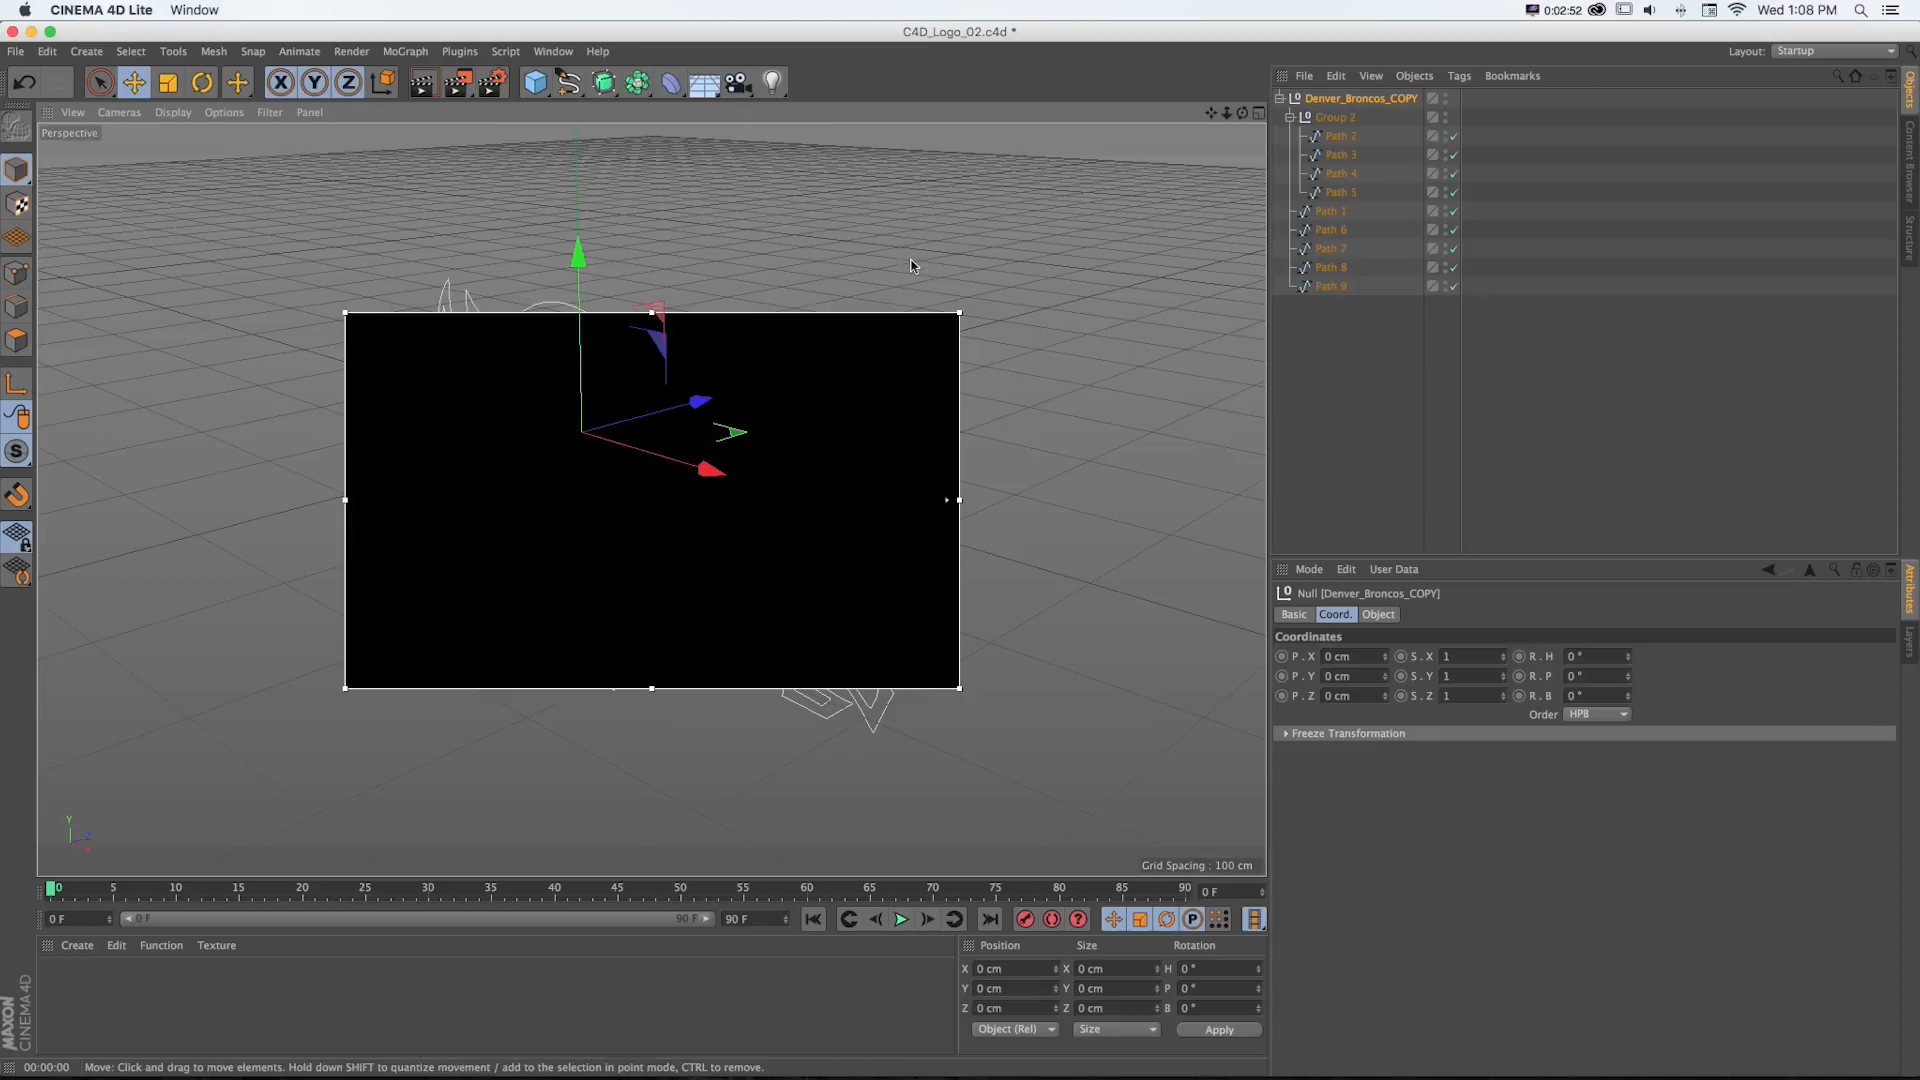 CINEMA 4D Lite Window 0:02:52 Wed 1:08 PM
C4D_Logo_02.c4d *
File Edit Create Select Tools Mesh Snap Animate Render MoGraph Plugins Script Window Help Layout: Startup
X Y Z File Edit View Objects Tags Bookmarks
View Cameras Display Options Filter Panel
Perspective
Denver_Broncos_COPY
Group 2
Path 2
Path 3
Path 4
Path 5
Path 1
Path 6
Path 7
Path 8
Path 9
Objects
Content Browser
Structure
Mode Edit User Data
Null [Denver_Broncos_COPY]
Basic Coord. Object
Coordinates
P . X 0 cm S . X 1 R . H 0 °
P . Y 0 cm S . Y 1 R . P 0 °
P . Z 0 cm S . Z 1 R . B 0 °
Order HPB
Freeze Transformation
Attributes
Layers
Y Z X
Grid Spacing : 100 cm
0 5 10 15 20 25 30 35 40 45 50 55 60 65 70 75 80 85 90 0 F
0 F 0 F 90 F 90 F
Create Edit Function Texture
Position Size Rotation
X 0 cm X 0 cm H 0 °
Y 0 cm Y 0 cm P 0 °
Z 0 cm Z 0 cm B 0 °
Object (Rel) Size Apply
MAXON
CINEMA 4D
00:00:00 Move: Click and drag to move elements. Hold down SHIFT to quantize movement / add to the selection in point mode, CTRL to remove.